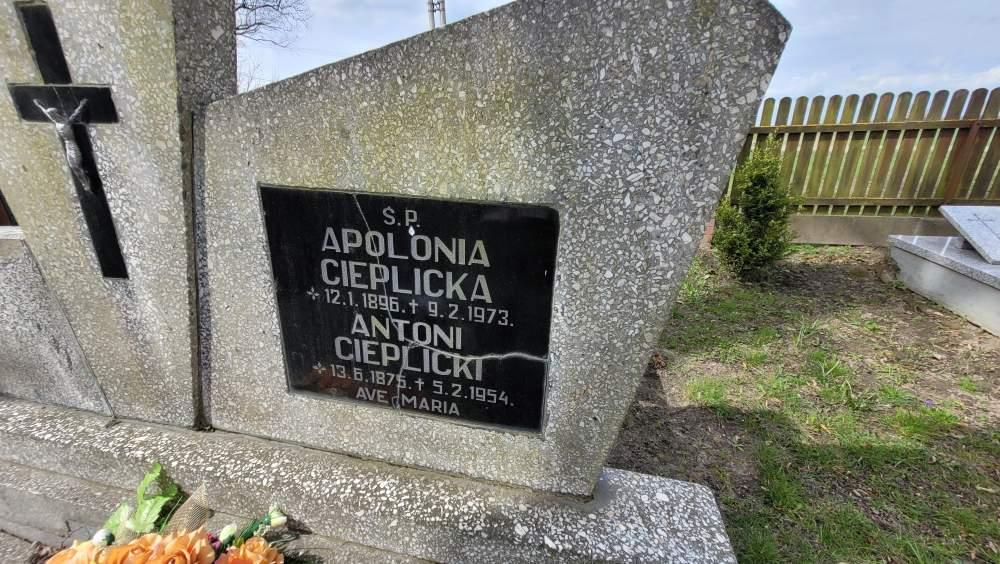 Ś.P.
APOLONIA
CIEPLICKA
✢ 12.1.1896. ✝ 9.2.1973.
ANTONI
CIEPLICKI
✢ 13.6.1875. ✝ 5.2.1954.
AVE MARIA